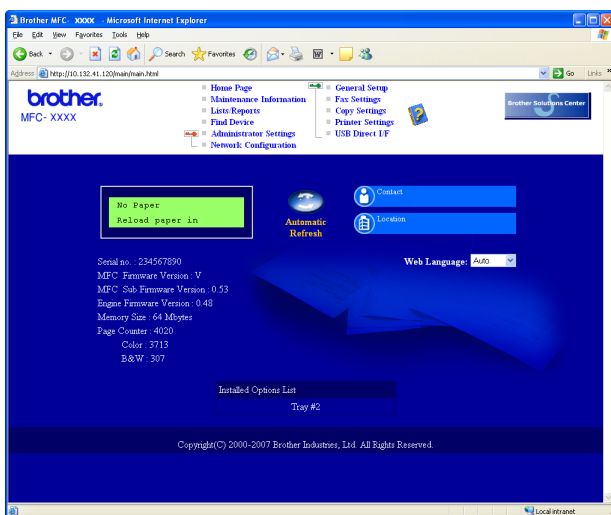 Brother MFC- XXXX - Microsoft Internet Explorer
File Edit View Favorites Tools Help
Back Search Favorites
Address http://10.132.41.120/main/main.html Go Links »
brother.
MFC- XXXX
Home Page
Maintenance Information
Lists/Reports
Find Device
Administrator Settings
Network Configuration
General Setup
Fax Settings
Copy Settings
Printer Settings
USB Direct I/F
Brother Solutions Center
No Paper
Reload paper in
Automatic
Refresh
Contact
Location
Web Language: Auto
Serial no. : 234567890
MFC Firmware Version : V
MFC Sub Firmware Version : 0.53
Engine Firmware Version : 0.48
Memory Size : 64 Mbytes
Page Counter : 4020
Color : 3713
B&W : 307
Installed Options List
Tray #2
Copyright(C) 2000-2007 Brother Industries, Ltd. All Rights Reserved.
Local intranet